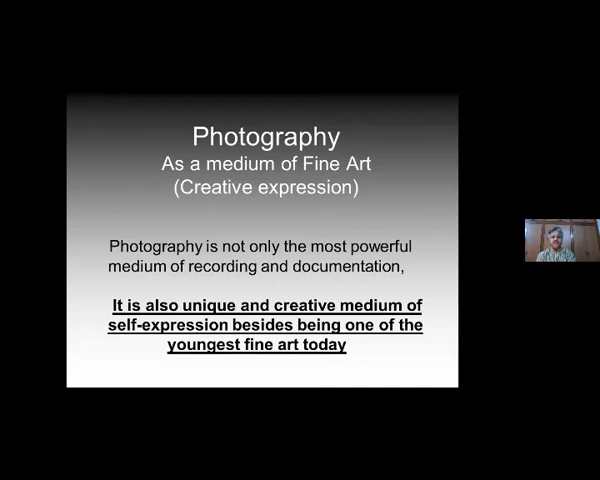 Photography
As a medium of Fine Art
(Creative expression)
Photography is not only the most powerful
medium of recording and documentation,
It is also unique and creative medium of
self-expression besides being one of the
youngest fine art today